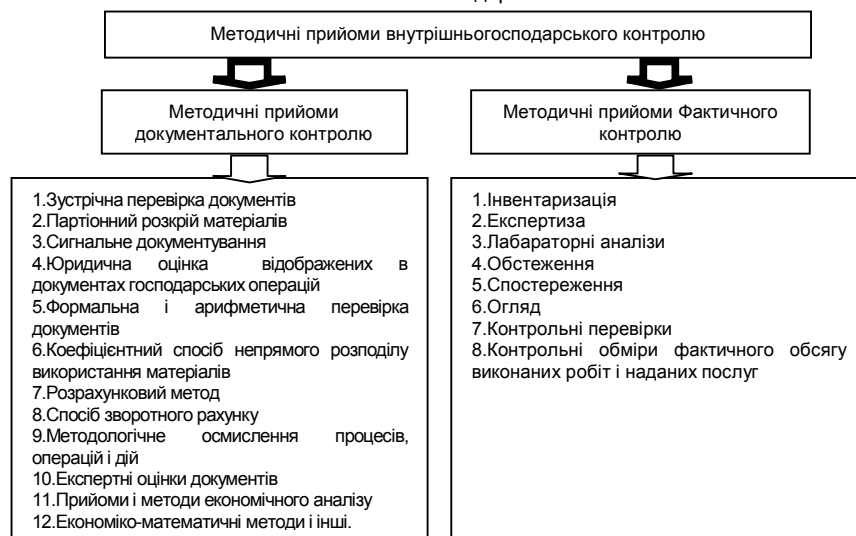 Методичні прийоми внутрішньогосподарського контролю
Методичні прийоми
документального контролю
Методичні прийоми Фактичного
контролю
1.Зустрічна перевірка документів
2.Партіонний розкрій матеріалів
3.Сигнальне документування
4.Юридична оцінка відображених в
документах господарських операцій
5.Формальна і арифметична перевірка
документів
6.Коефіцієнтний спосіб непрямого розподілу
використання матеріалів
7.Розрахунковий метод
8.Спосіб зворотного рахунку
9.Методологічне осмислення процесів,
операцій і дій
10.Експертні оцінки документів
11.Прийоми і методи економічного аналізу
12.Економіко-математичні методи і інші.
1.Інвентаризація
2.Експертиза
3.Лабараторні аналізи
4.Обстеження
5.Спостереження
6.Огляд
7.Контрольні перевірки
8.Контрольні обміри фактичного обсягу
виконаних робіт і наданих послуг